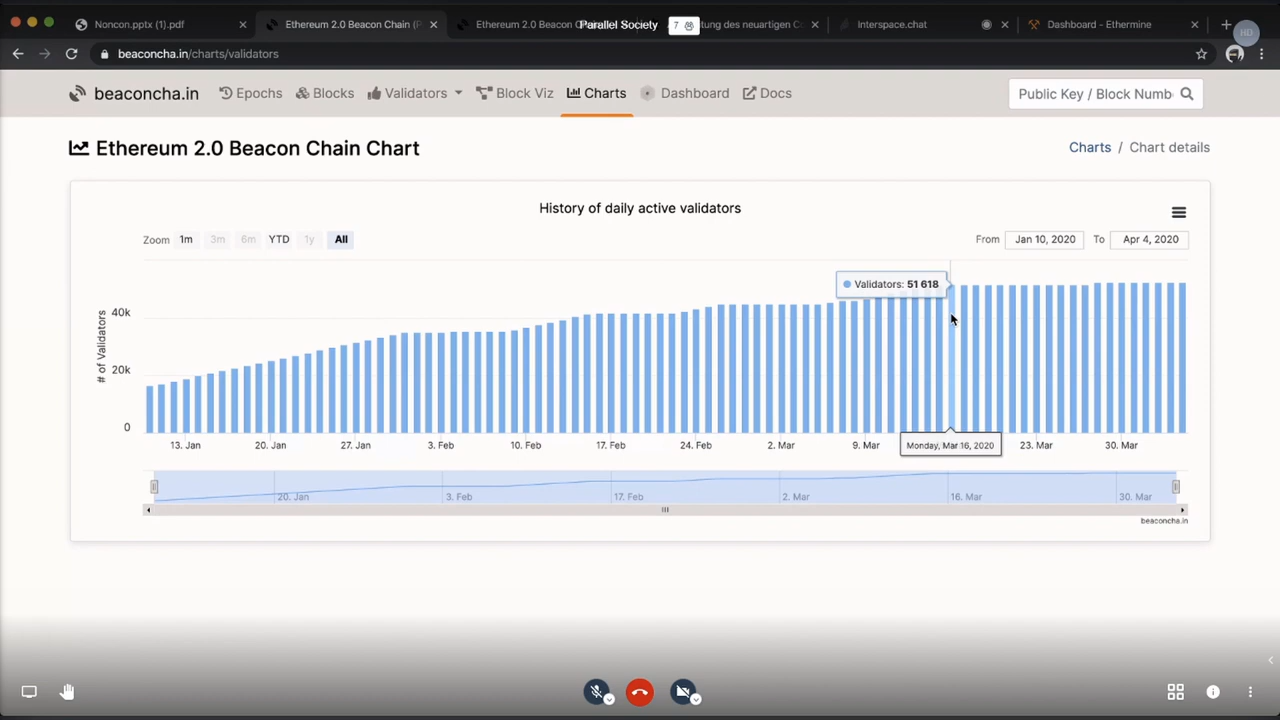 Noncon.pptx (1).pdf
Ethereum 2.0 Beacon Chain (P
Ethereum 2.0 Beacon
Parallel Society
7
tung des neuartigen C
Interspace.chat
Dashboard - Ethermine
HD
beaconcha.in/charts/validators
beaconcha.in
Epochs
Blocks
Validators
Block Viz
Charts
Dashboard
Docs
Public Key / Block Numb
Ethereum 2.0 Beacon Chain Chart
Charts / Chart details
History of daily active validators
Zoom 1m 3m 6m YTD 1y All
From Jan 10, 2020 To Apr 4, 2020
Validators: 51 618
# of Validators
40k
20k
0
13. Jan 20. Jan 27. Jan 3. Feb 10. Feb 17. Feb 24. Feb 2. Mar 9. Mar Monday, Mar 16, 2020 23. Mar 30. Mar
20. Jan 3. Feb 17. Feb 2. Mar 16. Mar 30. Mar
beaconcha.in